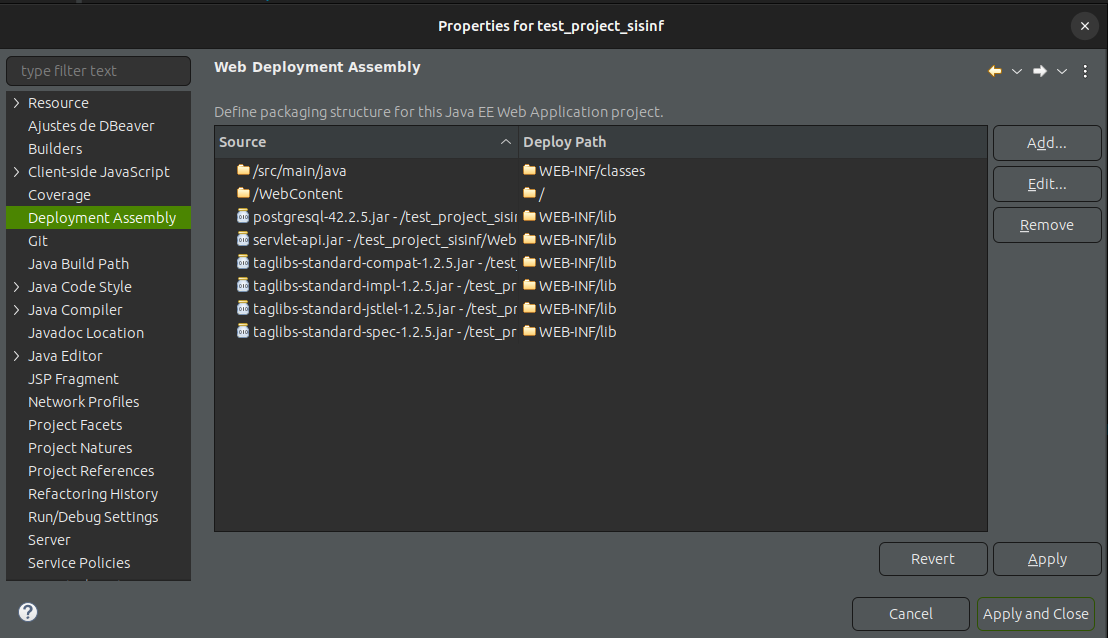 Properties for test_project_sisinf
type filter text
Resource
Ajustes de DBeaver
Builders
Client-side JavaScript
Coverage
Deployment Assembly
Git
Java Build Path
Java Code Style
Java Compiler
Javadoc Location
Java Editor
JSP Fragment
Network Profiles
Project Facets
Project Natures
Project References
Refactoring History
Run/Debug Settings
Server
Service Policies
Web Deployment Assembly
Define packaging structure for this Java EE Web Application project.
Source Deploy Path
/src/main/java WEB-INF/classes
/WebContent /
postgresql-42.2.5.jar - /test_project_sisin WEB-INF/lib
servlet-api.jar - /test_project_sisinf/Web WEB-INF/lib
taglibs-standard-compat-1.2.5.jar - /test_ WEB-INF/lib
taglibs-standard-impl-1.2.5.jar - /test_pr WEB-INF/lib
taglibs-standard-jstlel-1.2.5.jar - /test_pr WEB-INF/lib
taglibs-standard-spec-1.2.5.jar - /test_pr WEB-INF/lib
Add...
Edit...
Remove
Revert Apply
? Cancel Apply and Close